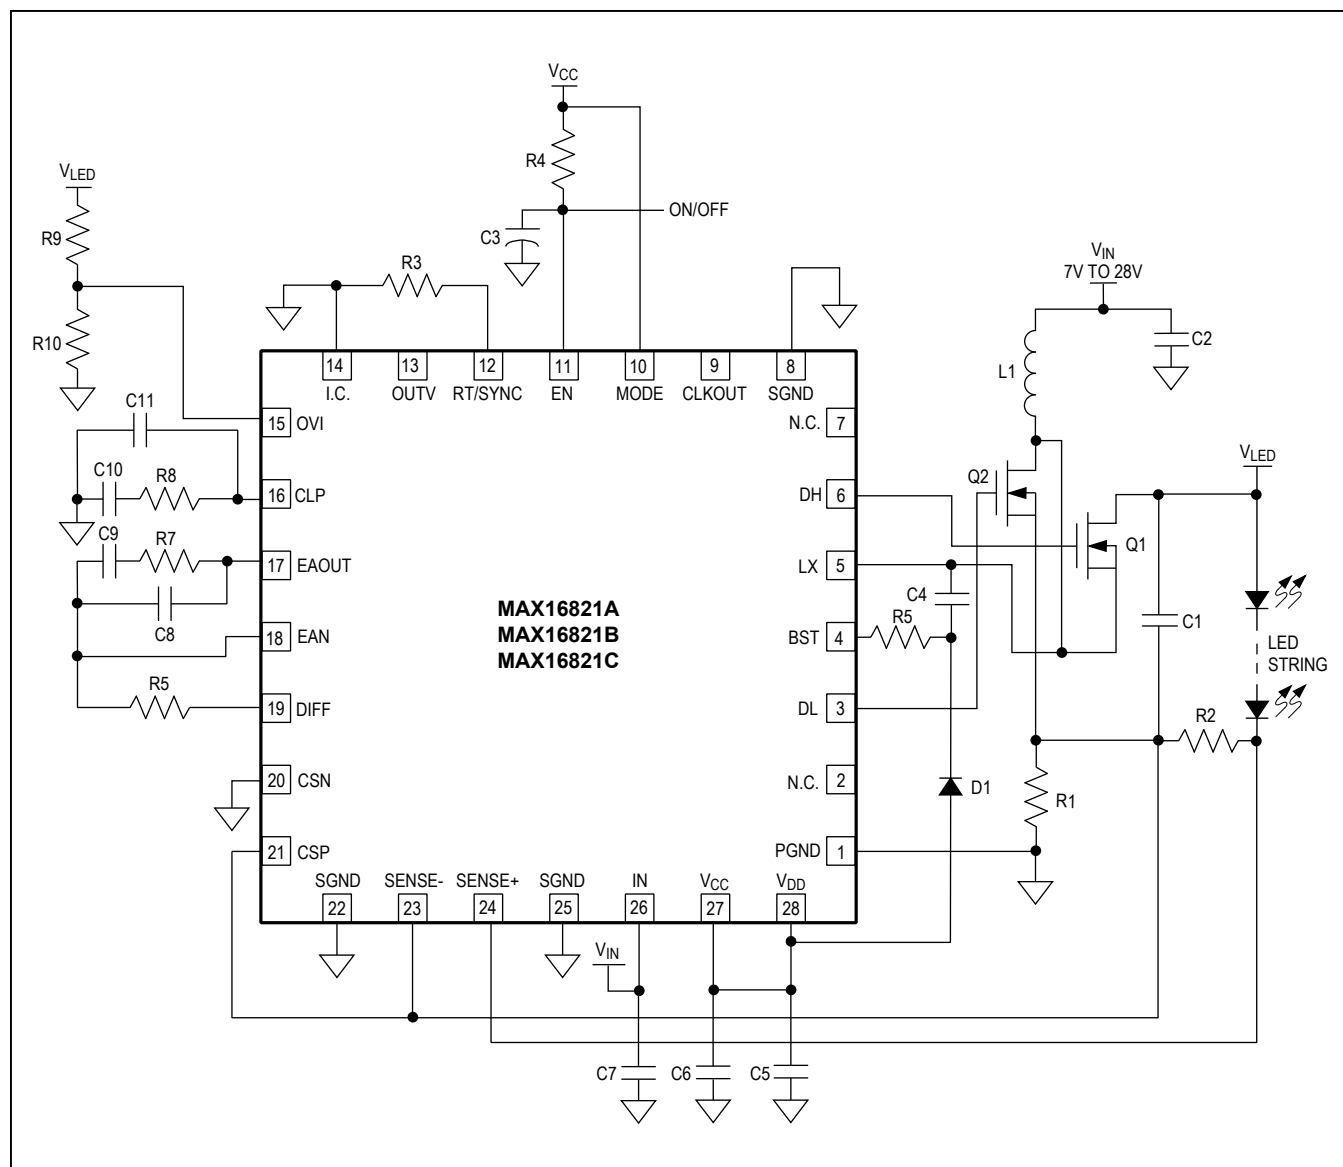 VCC
R4
VLED
R9
ON/OFF
C3
R3
VIN
7V TO 28V
R10
C2
L1
14
13
12
11
10
9
8
I.C.
OUTV
RT/SYNC
EN
MODE
CLKOUT
SGND
C11
15 OVI
N.C. 7
C10
R8
16 CLP
Q2
VLED
DH 6
C9
R7
17 EAOUT
Q1
LX 5
C4
C8
MAX16821A
MAX16821B
MAX16821C
R5
C1
18 EAN
BST 4
LED
STRING
R5
19 DIFF
DL 3
R2
20 CSN
N.C. 2
D1
R1
21 CSP
PGND 1
SGND
SENSE-
SENSE+
SGND
IN
VCC
VDD
22
23
24
25
26
27
28
VIN
C7
C6
C5